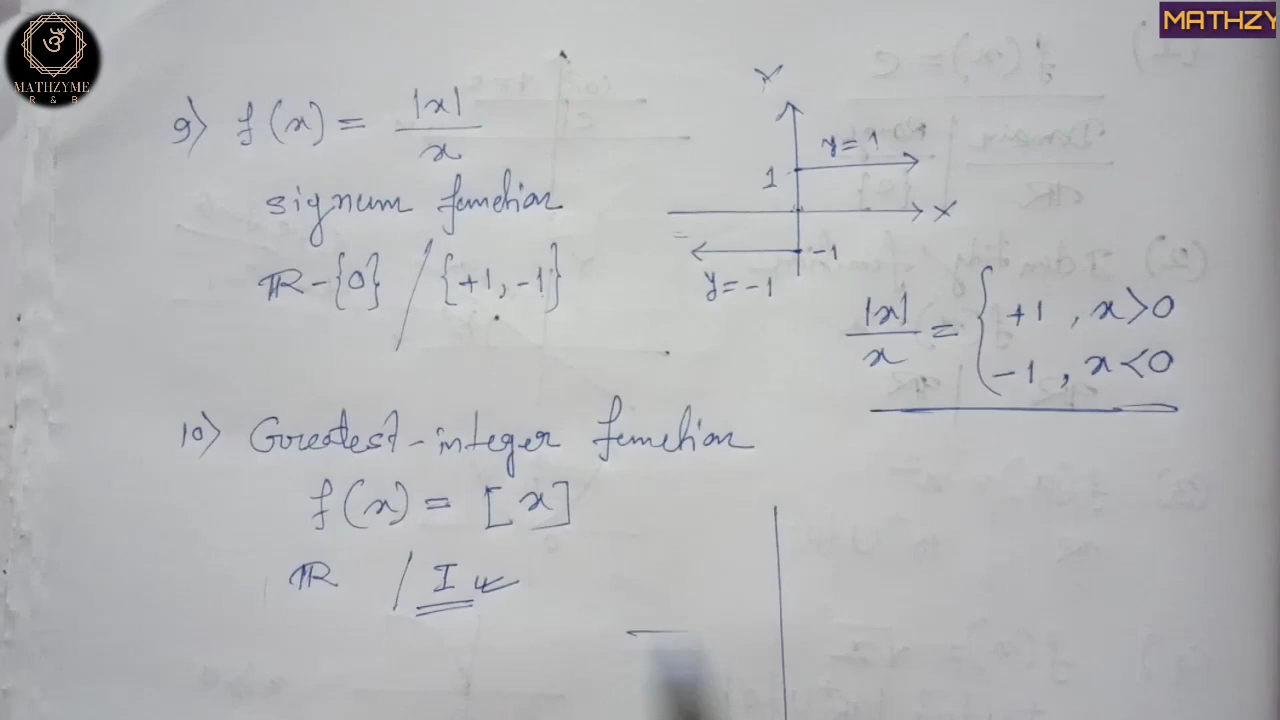 ॐ
MATHZYME
R & B
MATHZY
9) f(x) = |x|/x
signum function
ℝ-{0} / {+1, -1}
Y
y=1
1
X
-1
y=-1
|x|/x = { +1, x>0
-1, x<0
10) Greatest-integer function
f(x) = [x]
ℝ / I